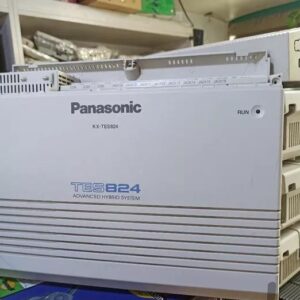 Panasonic
KX-TES824
RUN
TES824
ADVANCED HYBRID SYSTEM